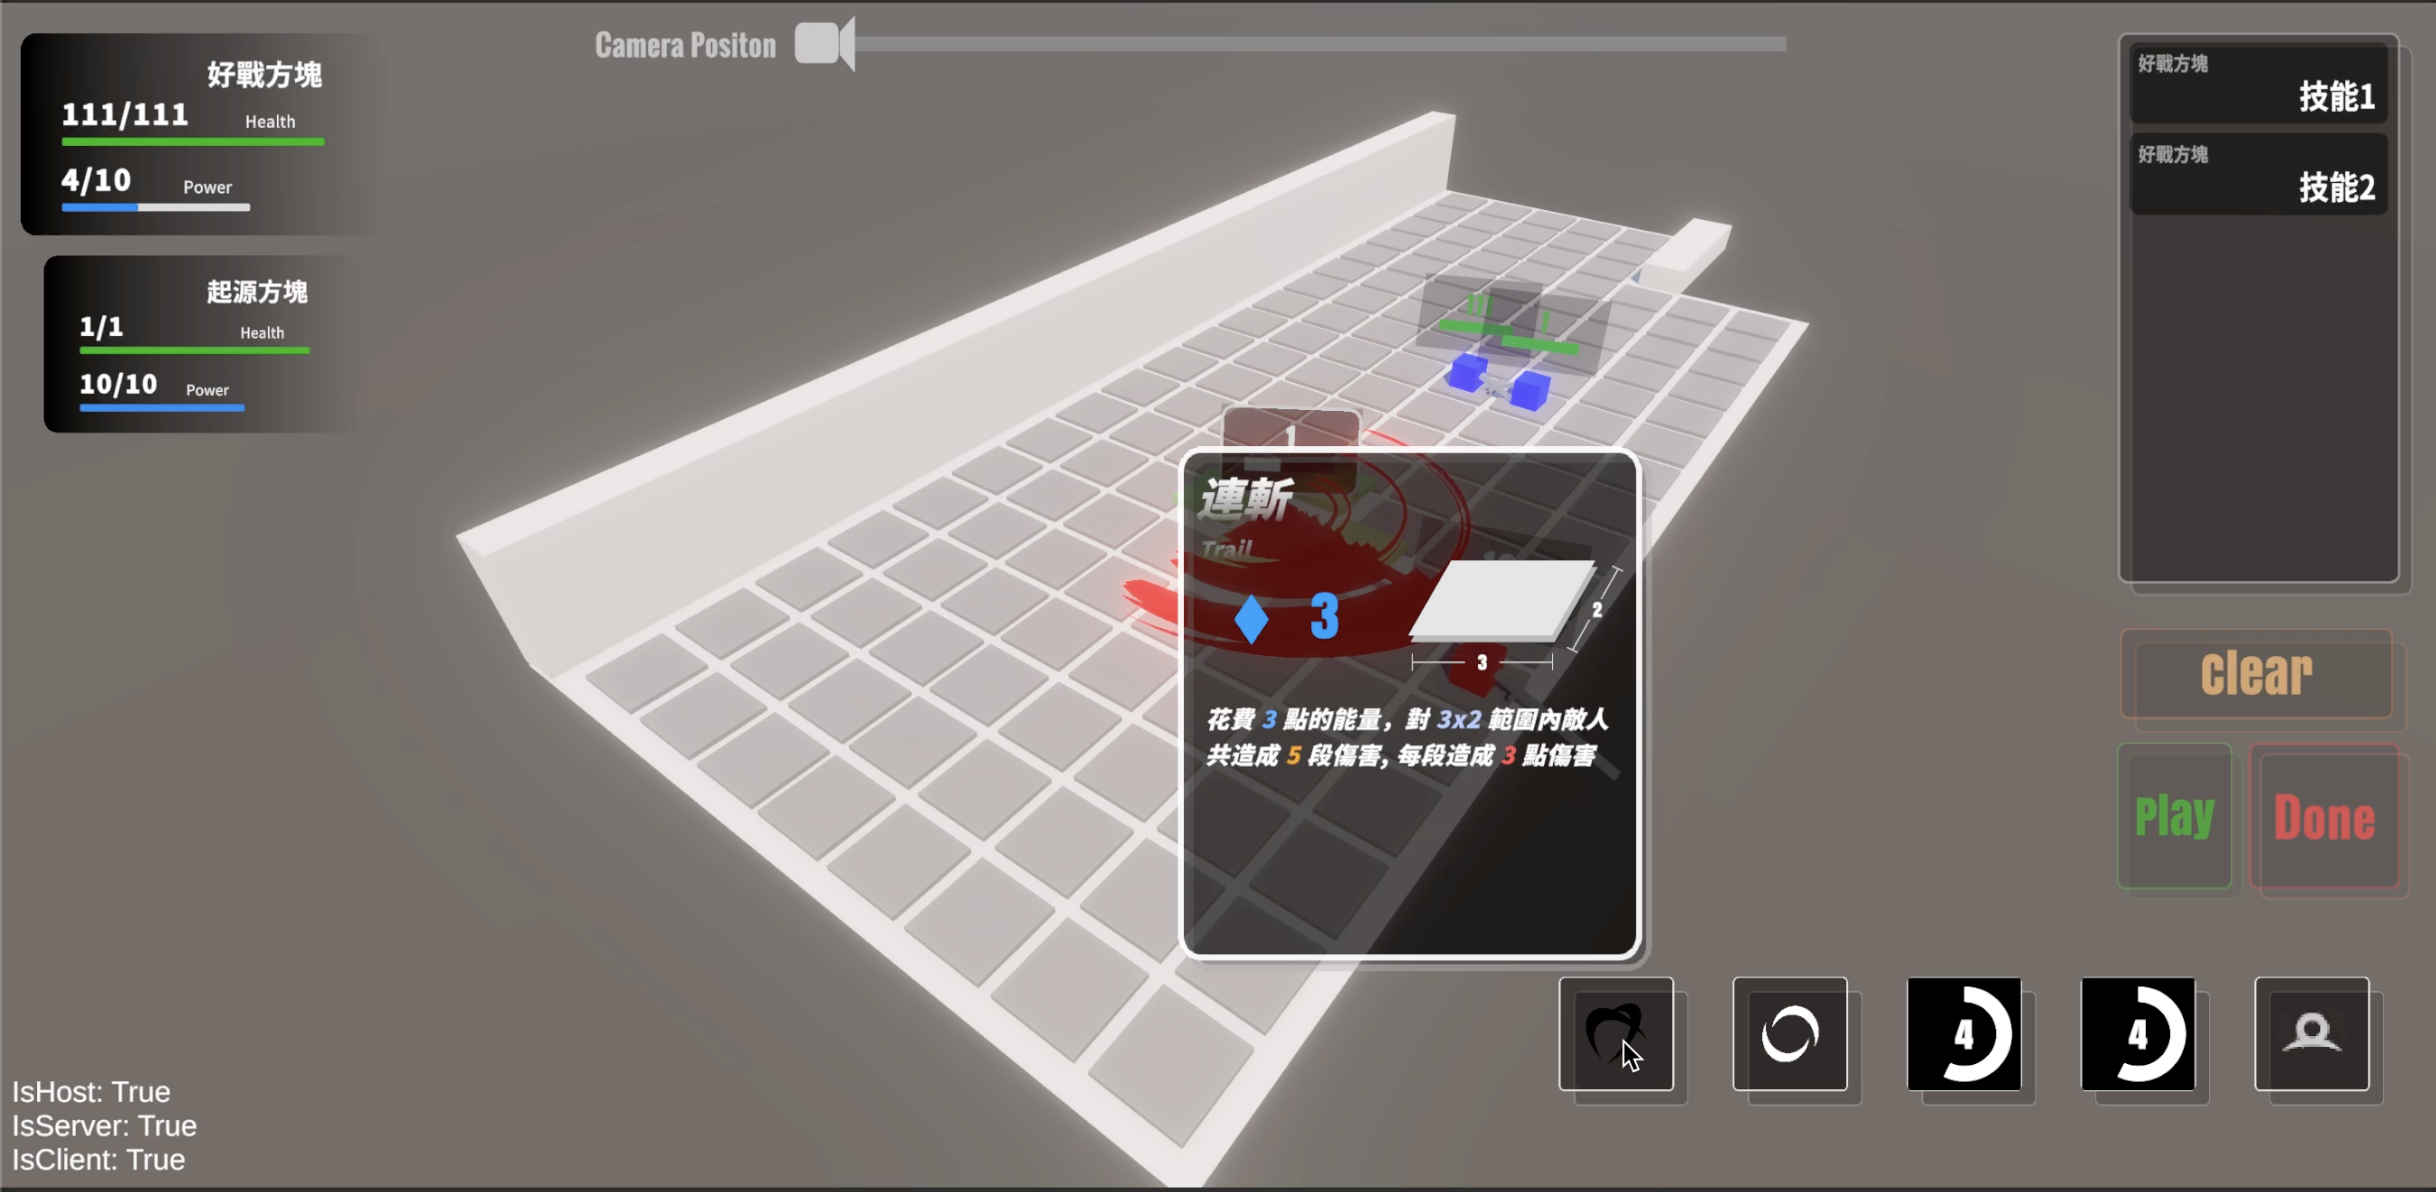 Camera Positon
好戰方塊
111/111 Health
4/10 Power
起源方塊
1/1 Health
10/10 Power
好戰方塊
技能1
好戰方塊
技能2
111
1
1
連斬
Trail
3
2
3
花費 3 點的能量，對 3x2 範圍內敵人
共造成 5 段傷害，每段造成 3 點傷害
Clear
Play
Done
4
4
IsHost: True
IsServer: True
IsClient: True